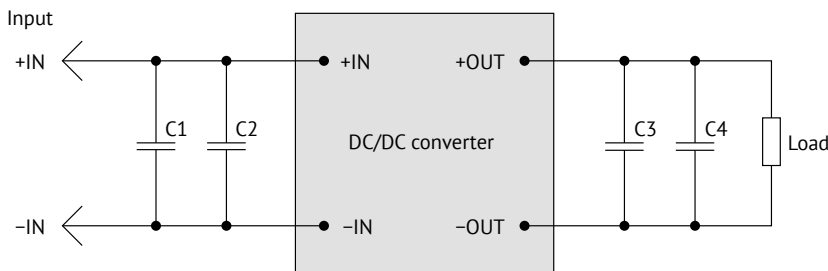 Input
+IN
+IN
+OUT
C1
C2
DC/DC converter
C3
C4
Load
−IN
−IN
−OUT